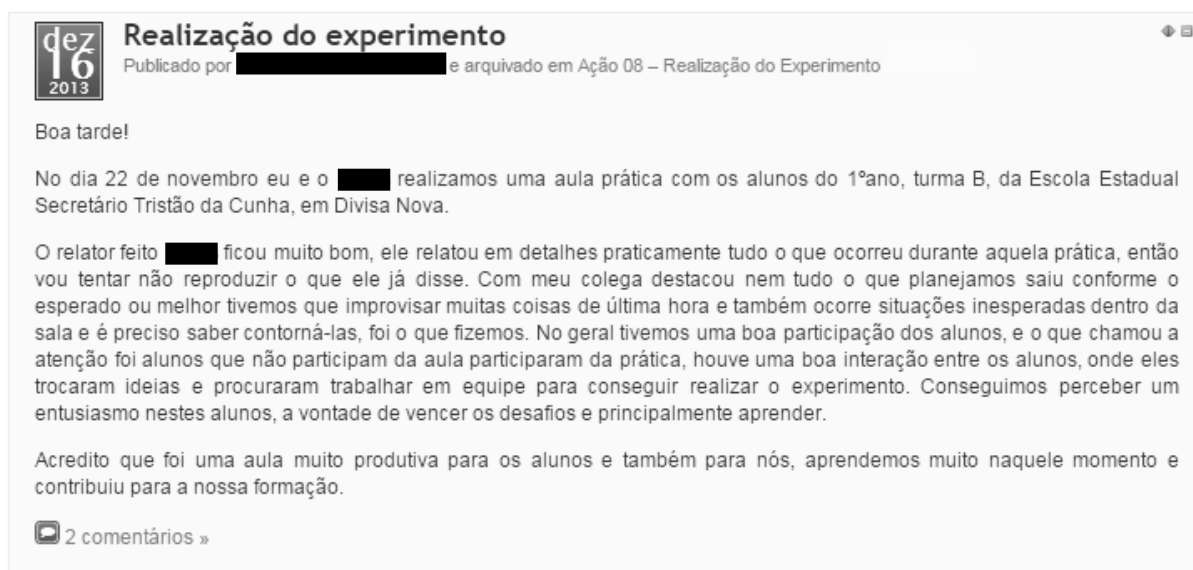 dez
16
2013
Realização do experimento
Publicado por e arquivado em Ação 08 – Realização do Experimento
Boa tarde!
No dia 22 de novembro eu e o realizamos uma aula prática com os alunos do 1ºano, turma B, da Escola Estadual
Secretário Tristão da Cunha, em Divisa Nova.
O relator feito ficou muito bom, ele relatou em detalhes praticamente tudo o que ocorreu durante aquela prática, então
vou tentar não reproduzir o que ele já disse. Com meu colega destacou nem tudo o que planejamos saiu conforme o
esperado ou melhor tivemos que improvisar muitas coisas de última hora e também ocorre situações inesperadas dentro da
sala e é preciso saber contorná-las, foi o que fizemos. No geral tivemos uma boa participação dos alunos, e o que chamou a
atenção foi alunos que não participam da aula participaram da prática, houve uma boa interação entre os alunos, onde eles
trocaram ideias e procuraram trabalhar em equipe para conseguir realizar o experimento. Conseguimos perceber um
entusiasmo nestes alunos, a vontade de vencer os desafios e principalmente aprender.
Acredito que foi uma aula muito produtiva para os alunos e também para nós, aprendemos muito naquele momento e
contribuiu para a nossa formação.
2 comentários »